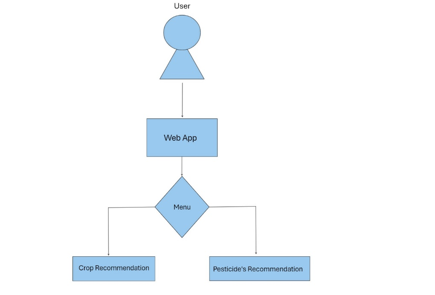 User
Web App
Menu
Crop Recommendation
Pesticide's Recommendation